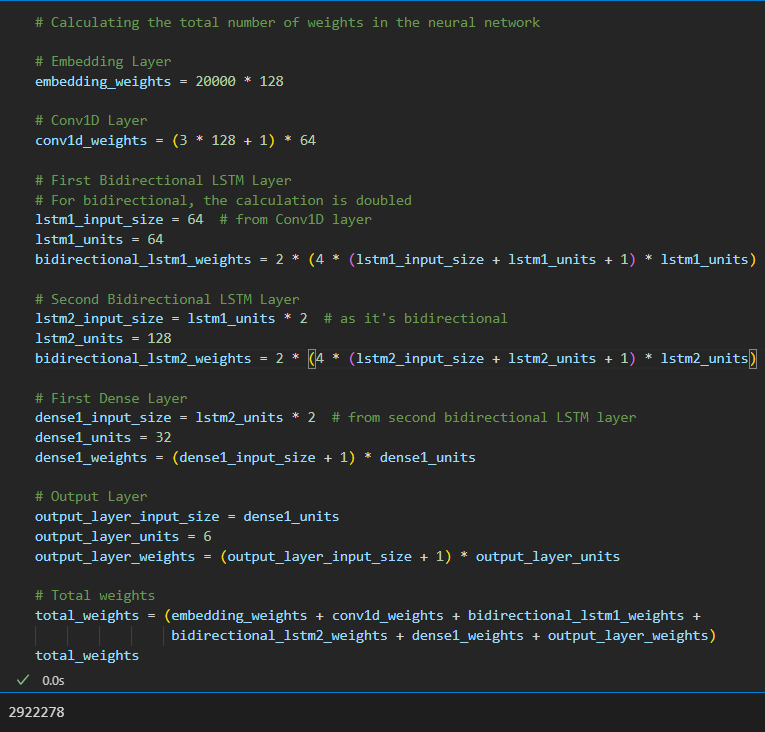 # Calculating the total number of weights in the neural network
# Embedding Layer
embedding_weights = 20000 * 128
# Conv1D Layer
conv1d_weights = (3 * 128 + 1) * 64
# First Bidirectional LSTM Layer
# For bidirectional, the calculation is doubled
lstm1_input_size = 64  # from Conv1D layer
lstm1_units = 64
bidirectional_lstm1_weights = 2 * (4 * (lstm1_input_size + lstm1_units + 1) * lstm1_units)
# Second Bidirectional LSTM Layer
lstm2_input_size = lstm1_units * 2  # as it's bidirectional
lstm2_units = 128
bidirectional_lstm2_weights = 2 * (4 * (lstm2_input_size + lstm2_units + 1) * lstm2_units)
# First Dense Layer
dense1_input_size = lstm2_units * 2  # from second bidirectional LSTM layer
dense1_units = 32
dense1_weights = (dense1_input_size + 1) * dense1_units
# Output Layer
output_layer_input_size = dense1_units
output_layer_units = 6
output_layer_weights = (output_layer_input_size + 1) * output_layer_units
# Total weights
total_weights = (embedding_weights + conv1d_weights + bidirectional_lstm1_weights +
bidirectional_lstm2_weights + dense1_weights + output_layer_weights)
total_weights
0.0s
2922278